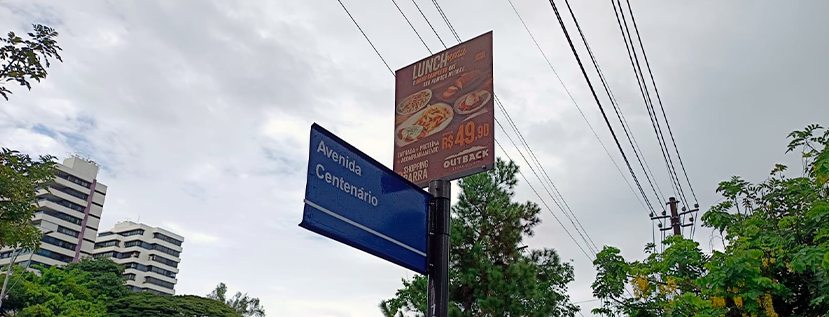 LUNCH
R$49,90
OUTBACK
SHOPPING
BARRA
Avenida
Centenário